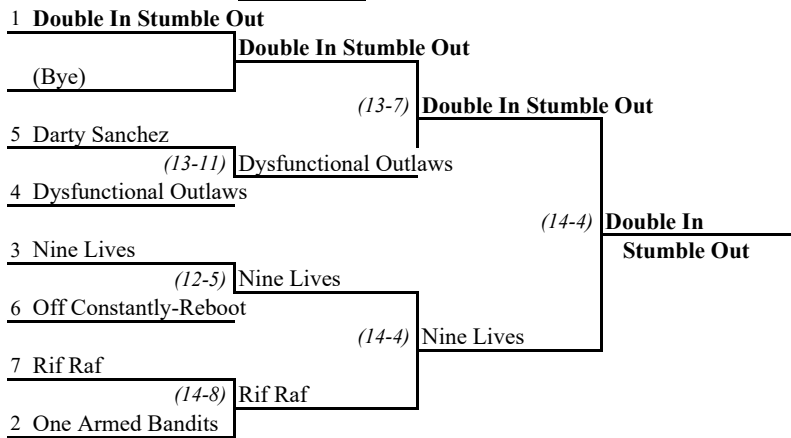 1 Double In Stumble Out
Double In Stumble Out
(Bye)
(13-7) Double In Stumble Out
5 Darty Sanchez
(13-11) Dysfunctional Outlaws
4 Dysfunctional Outlaws
(14-4) Double In
Stumble Out
3 Nine Lives
(12-5) Nine Lives
6 Off Constantly-Reboot
(14-4) Nine Lives
7 Rif Raf
(14-8) Rif Raf
2 One Armed Bandits